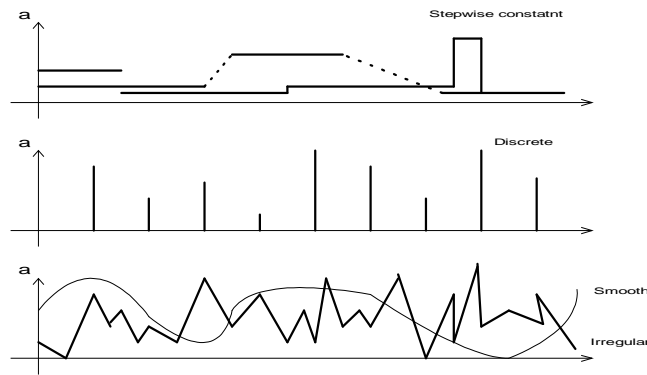 a
Stepwise constatnt
a
Discrete
a
Smooth
Irregular